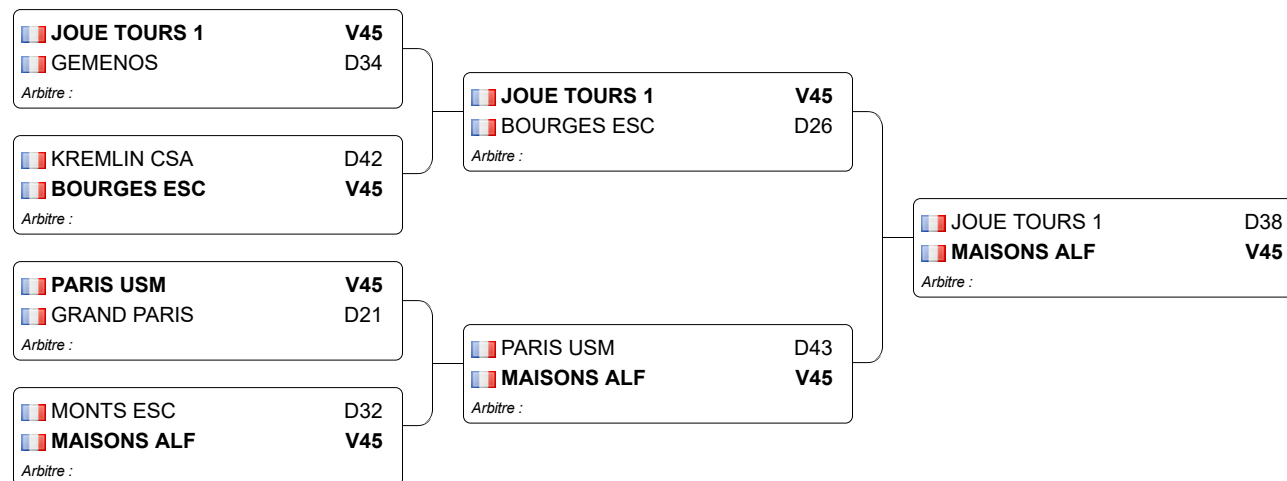 JOUE TOURS 1 V45
GEMENOS D34
Arbitre :
KREMLIN CSA D42
BOURGES ESC V45
Arbitre :
PARIS USM V45
GRAND PARIS D21
Arbitre :
MONTS ESC D32
MAISONS ALF V45
Arbitre :
JOUE TOURS 1 V45
BOURGES ESC D26
Arbitre :
PARIS USM D43
MAISONS ALF V45
Arbitre :
JOUE TOURS 1 D38
MAISONS ALF V45
Arbitre :